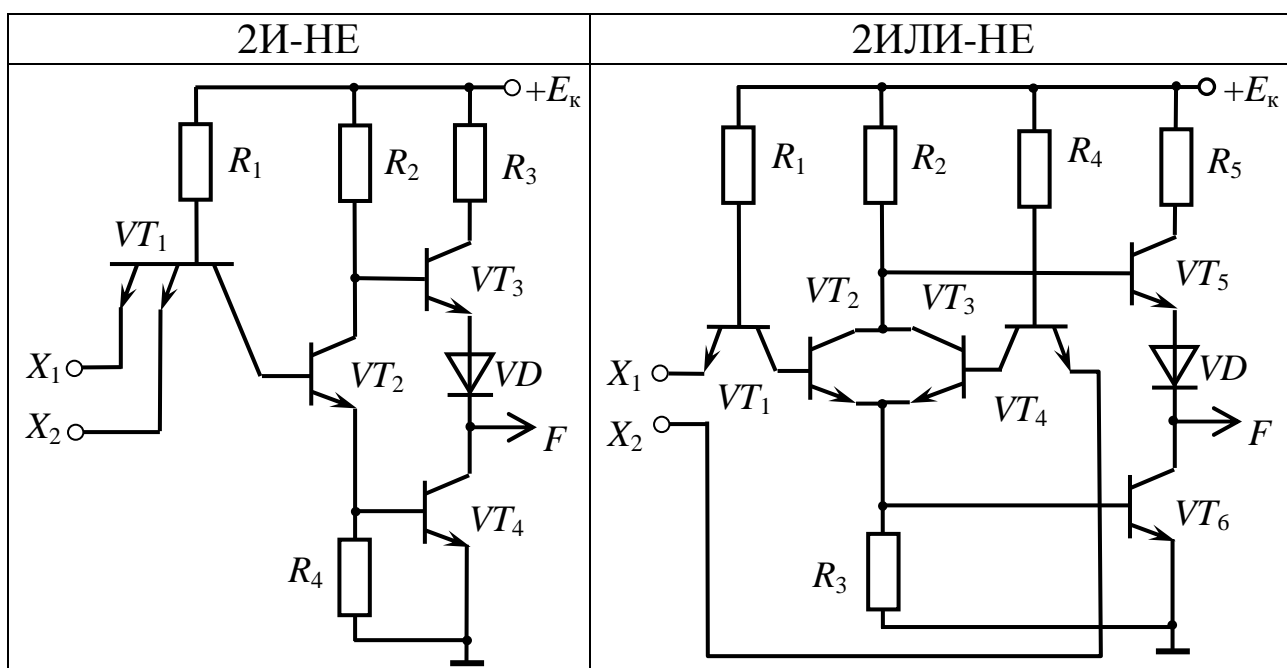 2И-НЕ
2ИЛИ-НЕ
+Eк
R1
R2
R3
VT1
VT3
VT2
VD
X1
X2
F
VT4
R4
+Eк
R1
R2
R4
R5
VT2
VT3
VT5
X1
VT1
VT4
VD
X2
F
VT6
R3